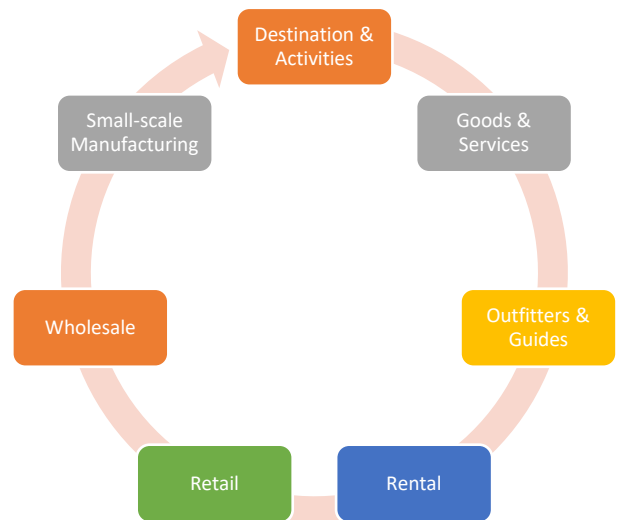 Destination &
Activities
Goods &
Services
Outfitters &
Guides
Rental
Retail
Wholesale
Small-scale
Manufacturing